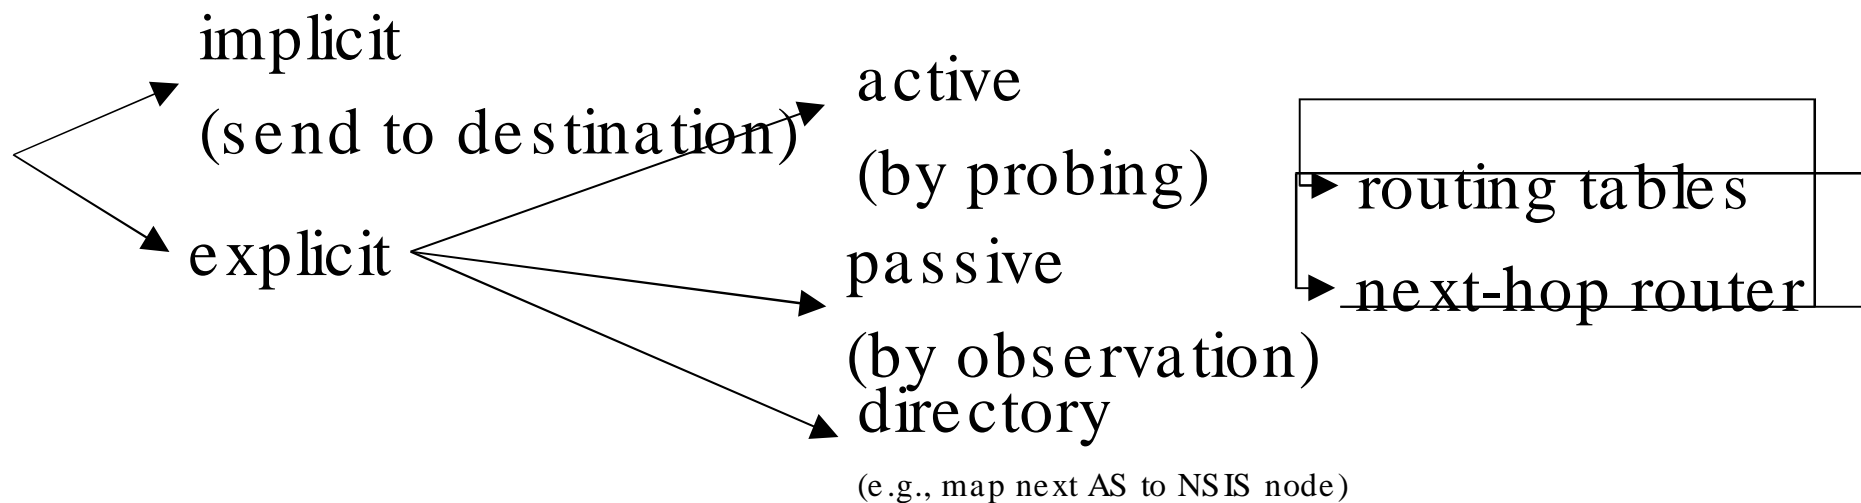 implicit
(send to destination)
explicit
active
(by probing)
passive
(by observation)
directory
(e.g., map next AS to NSIS node)
routing tables
next-hop router